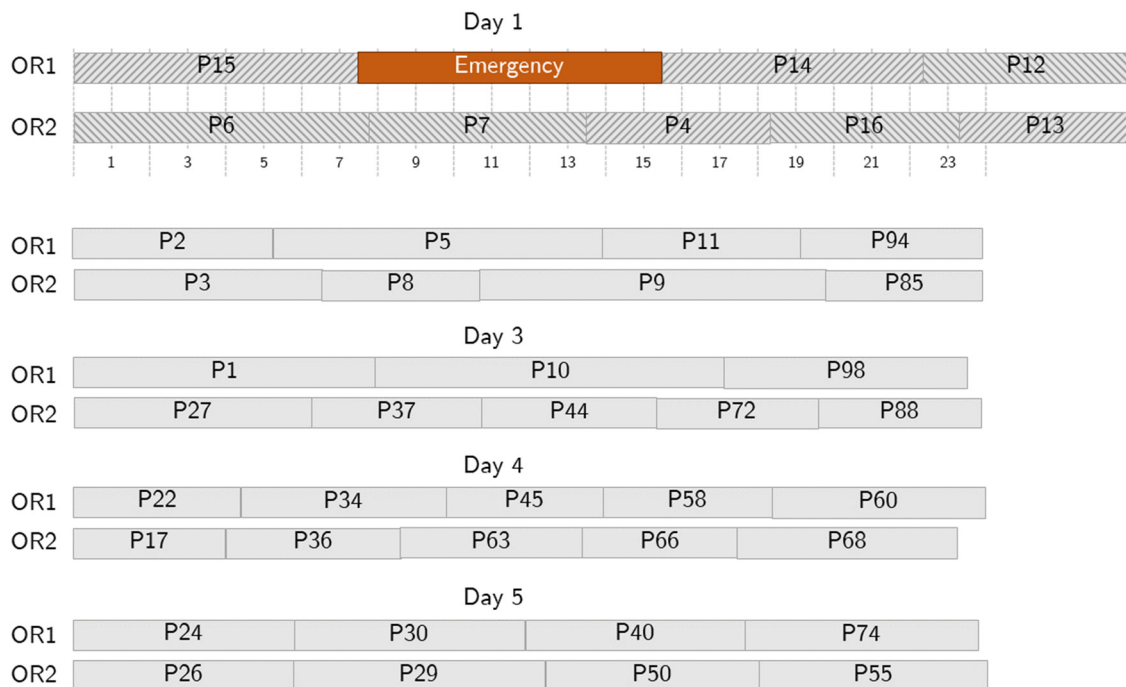 Day 1
OR1 P15 Emergency P14 P12
OR2 P6 P7 P4 P16 P13
1 3 5 7 9 11 13 15 17 19 21 23
OR1 P2 P5 P11 P94
OR2 P3 P8 P9 P85
Day 3
OR1 P1 P10 P98
OR2 P27 P37 P44 P72 P88
Day 4
OR1 P22 P34 P45 P58 P60
OR2 P17 P36 P63 P66 P68
Day 5
OR1 P24 P30 P40 P74
OR2 P26 P29 P50 P55